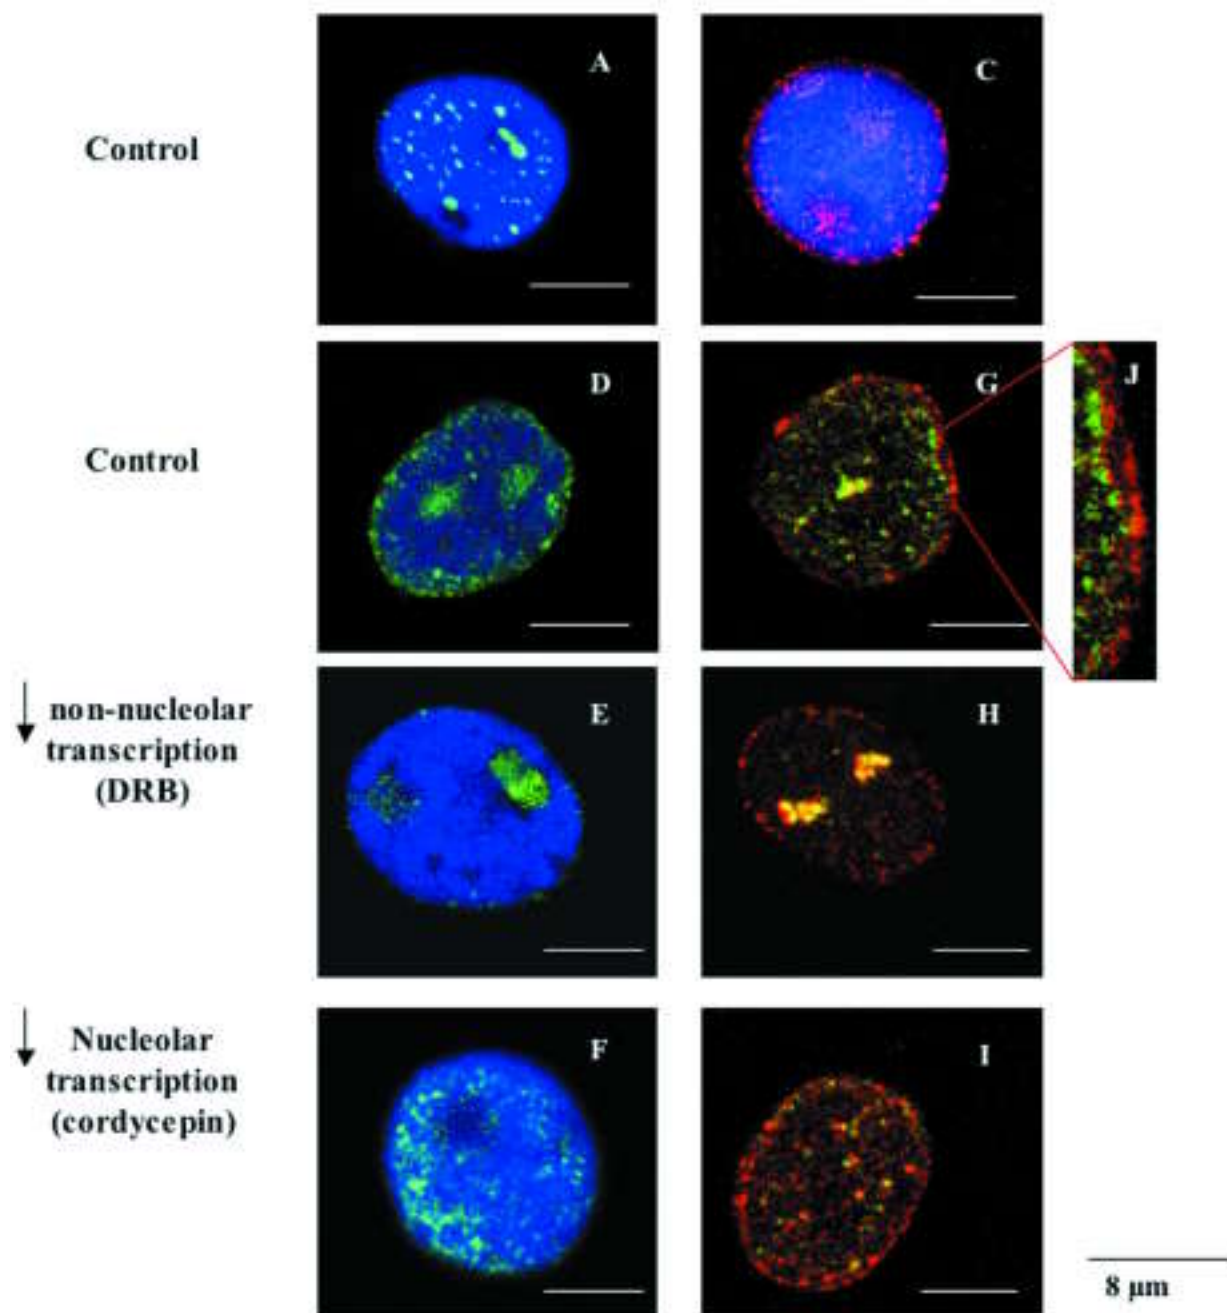 A
C
Control
D
G
J
Control
↓ non-nucleolar
transcription
(DRB)
E
H
↓ Nucleolar
transcription
(cordycepin)
F
I
8 μm